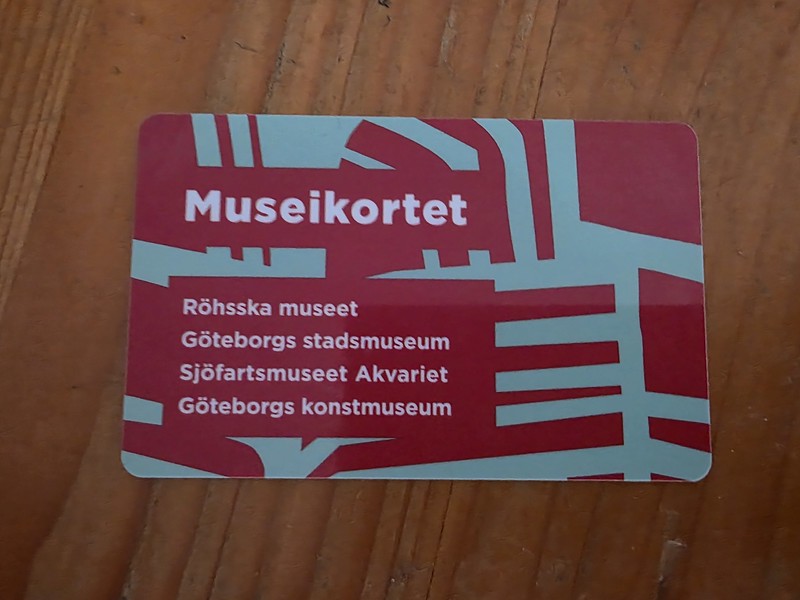 Museikortet
Röhsska museet
Göteborgs stadsmuseum
Sjöfartsmuseet Akvariet
Göteborgs konstmuseum